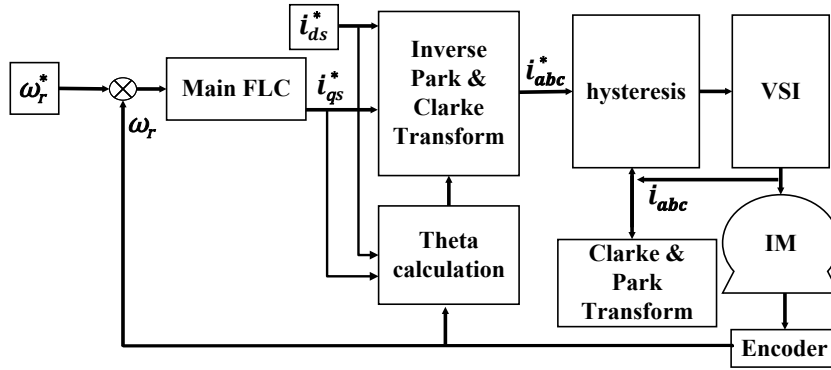 i*ds
ω*r
Main FLC
i*qs
Inverse
Park &
Clarke
Transform
i*abc
hysteresis
VSI
ωr
iabc
Theta
calculation
Clarke &
Park
Transform
IM
Encoder